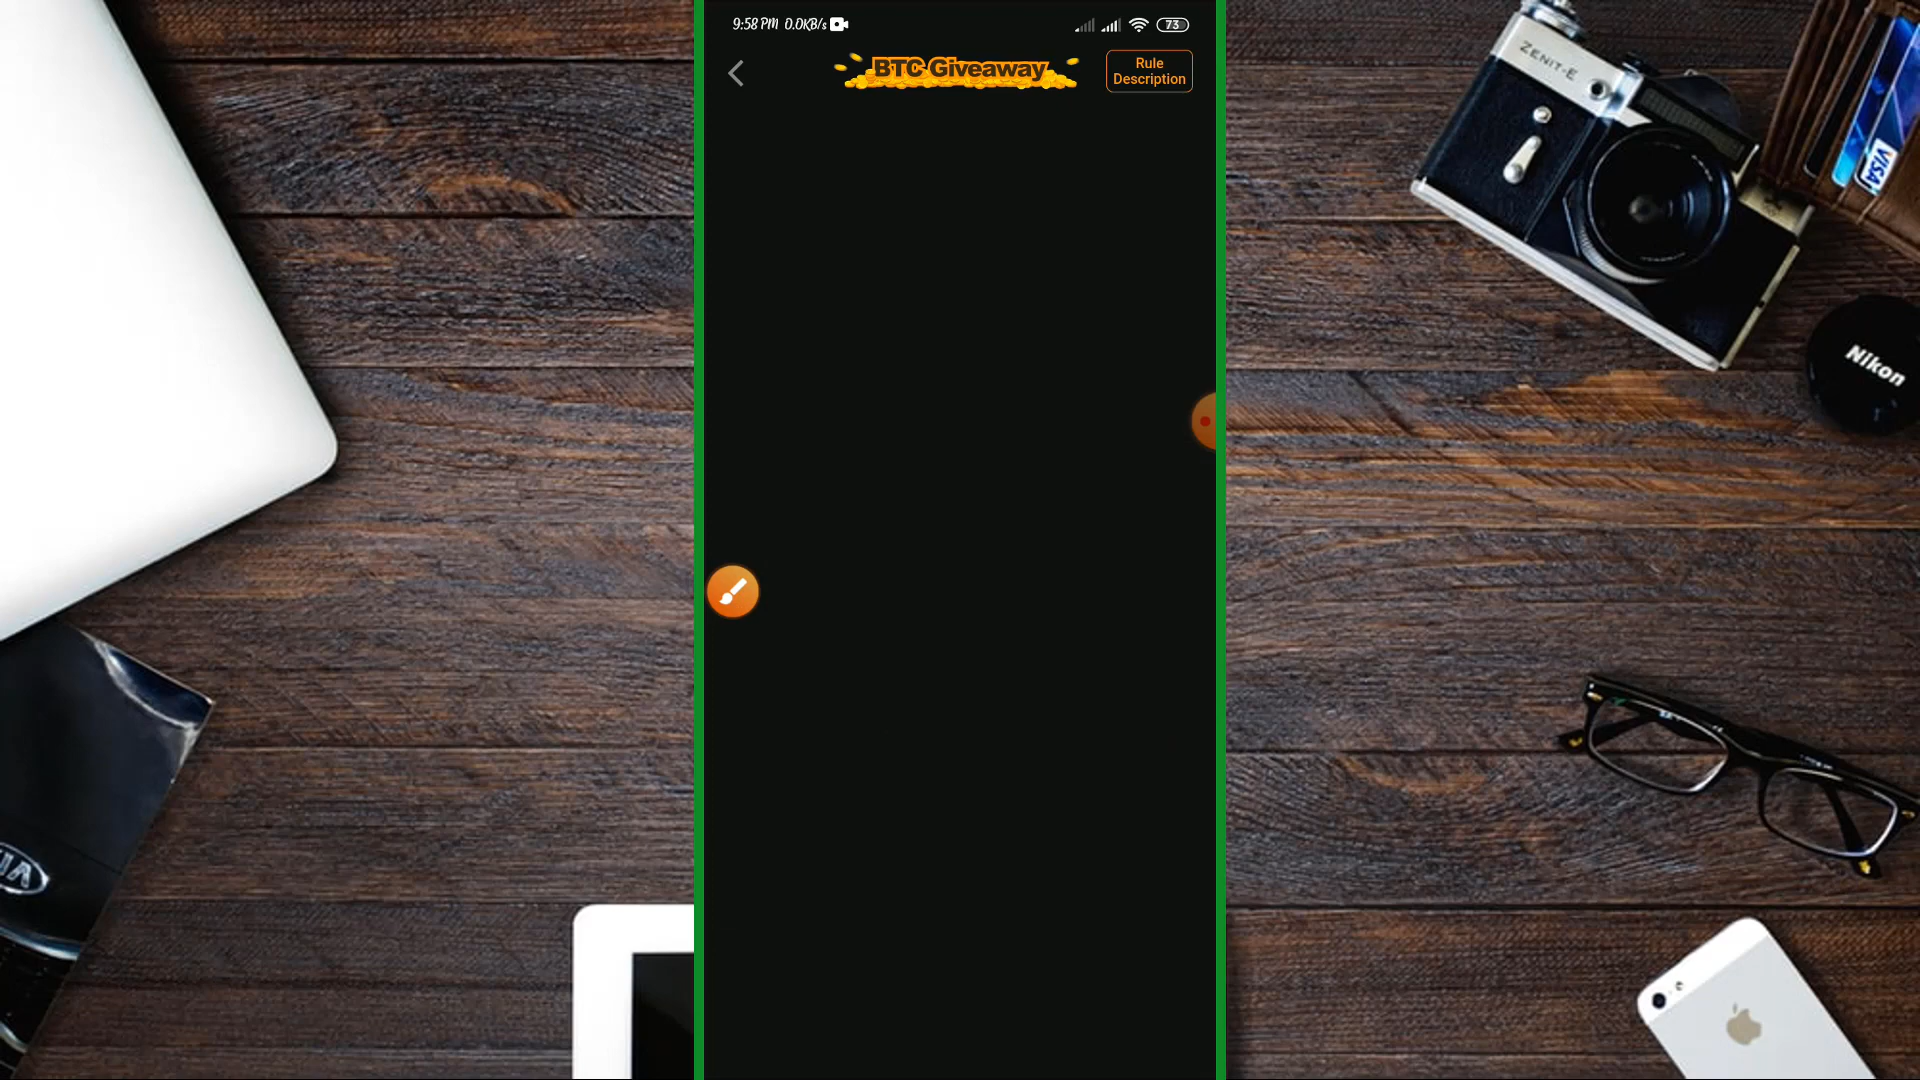 9:58 PM 0.0KB/s
73
BTC Giveaway
Rule
Description
ZENIT-E
VISA
Nikon